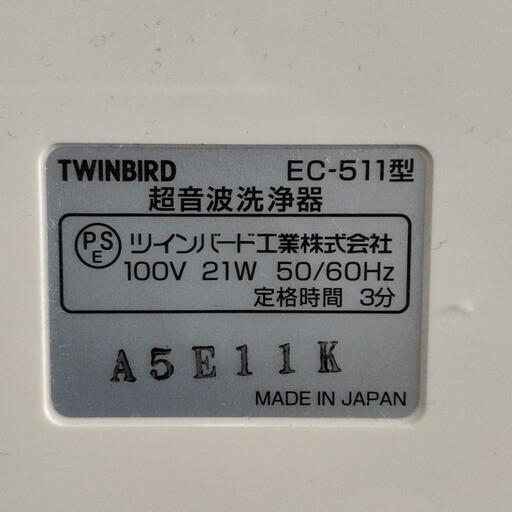 TWINBIRD EC-511型
超音波洗浄器
PSE ツインバード工業株式会社
100V 21W 50/60Hz
定格時間 3分
A5E11K
MADE IN JAPAN